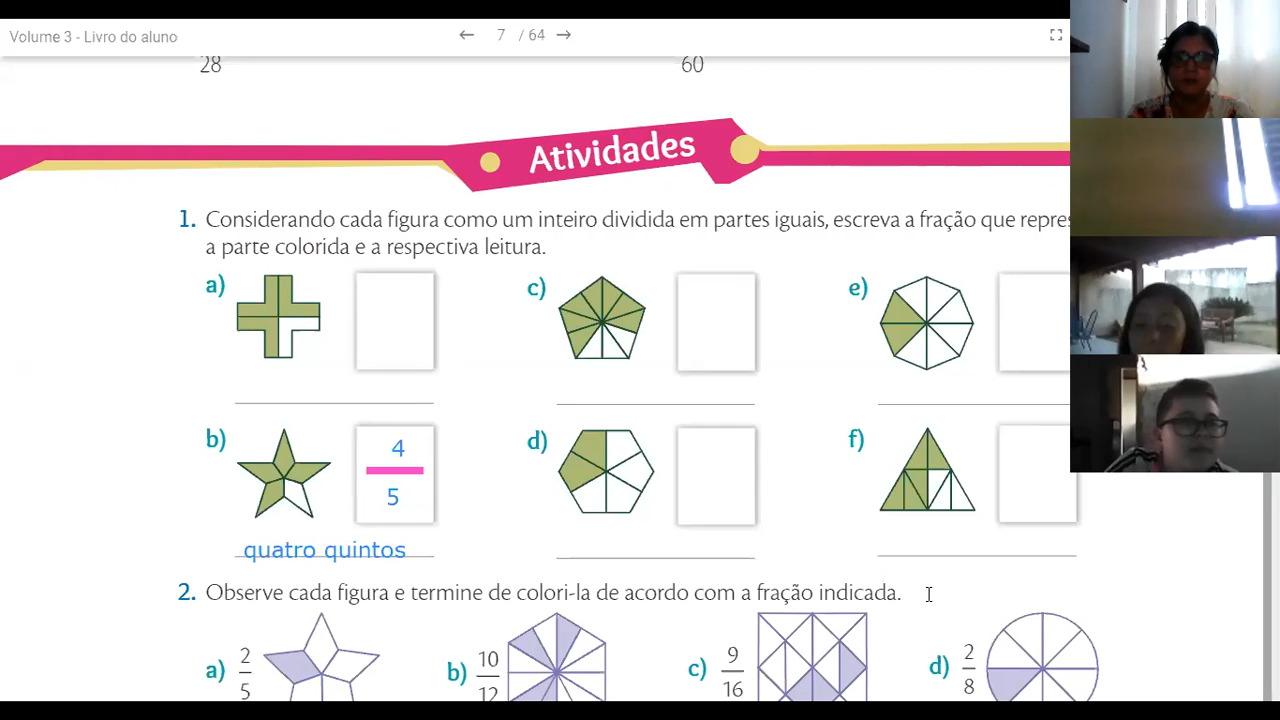 Volume 3 - Livro do aluno
7 / 64
28 60
Atividades
1. Considerando cada figura como um inteiro dividida em partes iguais, escreva a fração que
a parte colorida e a respectiva leitura.
a) c) e)
b) 4 d) f)
5
quatro quintos
2. Observe cada figura e termine de colori-la de acordo com a fração indicada.
a) 2 b) 10 c) 9 d) 2
5 12 16 8